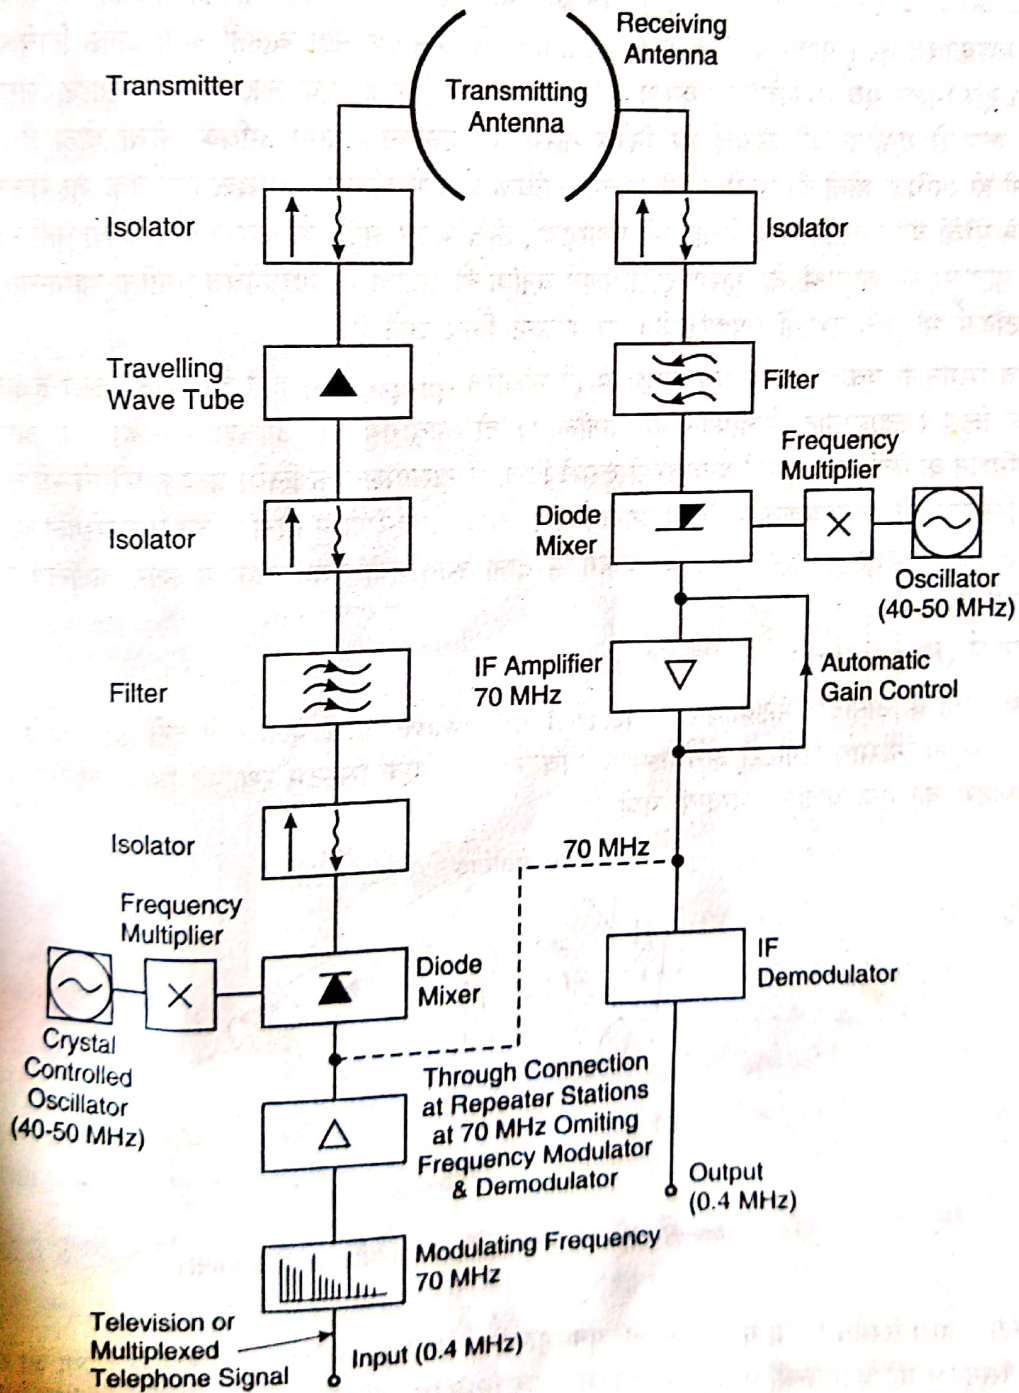 Receiving
Antenna
Transmitter
Transmitting
Antenna
Isolator
Isolator
Travelling
Wave Tube
Filter
Frequency
Multiplier
Isolator
Diode
Mixer
Oscillator
(40-50 MHz)
Filter
IF Amplifier
70 MHz
Automatic
Gain Control
Isolator
70 MHz
Frequency
Multiplier
Diode
Mixer
IF
Demodulator
Crystal
Controlled
Oscillator
(40-50 MHz)
Through Connection
at Repeater Stations
at 70 MHz Omiting
Frequency Modulator
& Demodulator
Output
(0.4 MHz)
Modulating Frequency
70 MHz
Television or
Multiplexed
Telephone Signal
Input (0.4 MHz)